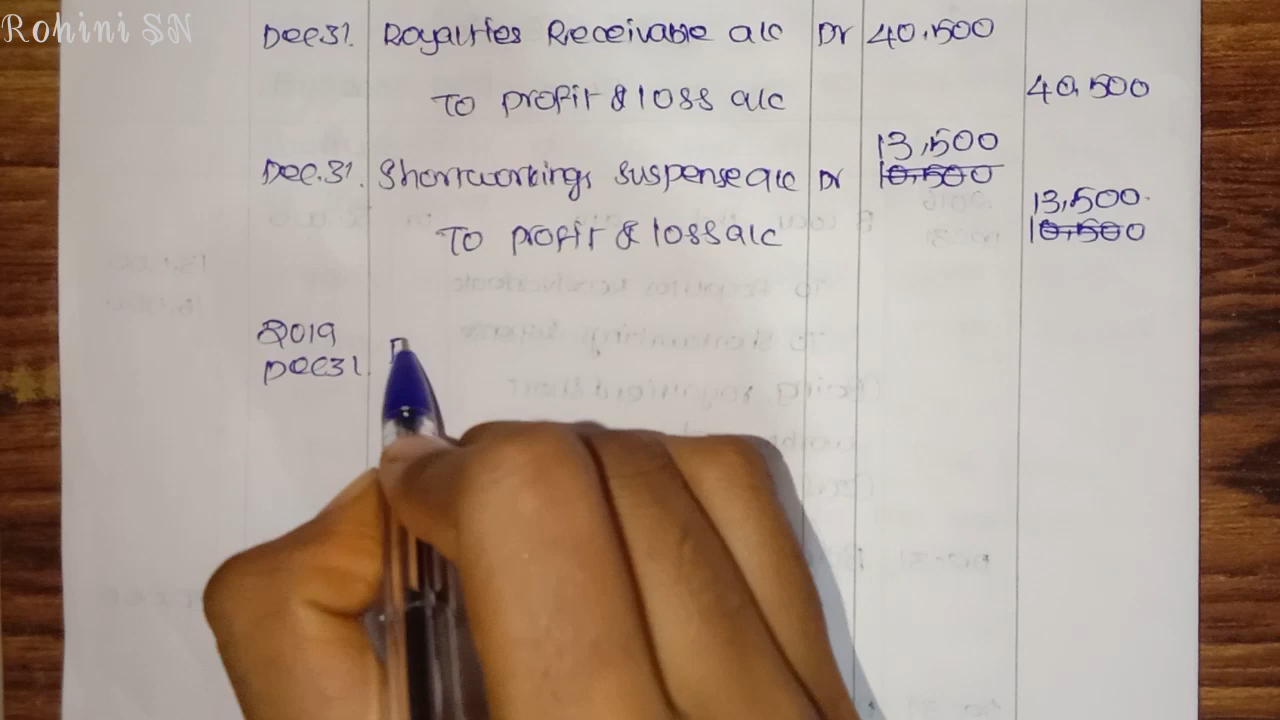 Rohini SN
Dec31. Royalties Receivable a/c Dr 40,500
To profit & loss a/c 40,500
13,500
Dec.31. Shortworkings suspense a/c Dr 10,500
13,500.
To profit & loss a/c 10,500
2019
Dec31.